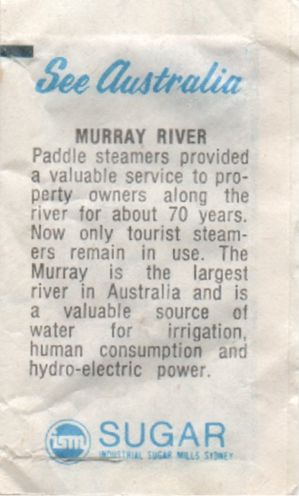 See Australia
MURRAY RIVER
Paddle steamers provided
a valuable service to pro-
perty owners along the
river for about 70 years.
Now only tourist steam-
ers remain in use. The
Murray is the largest
river in Australia and is
a valuable source of
water for irrigation,
human consumption and
hydro-electric power.
ism SUGAR
INDUSTRIAL SUGAR MILLS SYDNEY